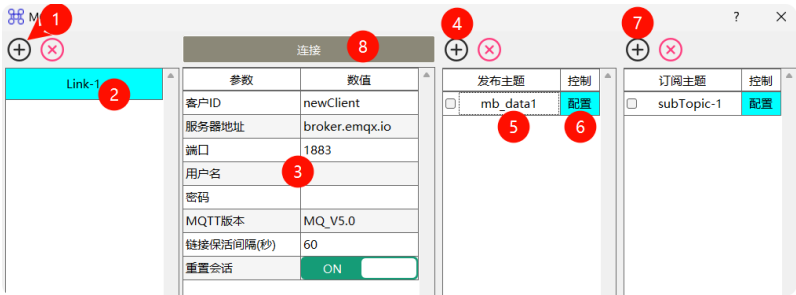 M
1
4
7
?
连接 8
Link-1
2
参数 数值
客户ID newClient
服务器地址 broker.emqx.io
端口 1883
用户名
3
密码
MQTT版本 MQ_V5.0
链接保活间隔(秒) 60
重置会话 ON
发布主题 控制
mb_data1 配置
5
6
订阅主题 控制
subTopic-1 配置